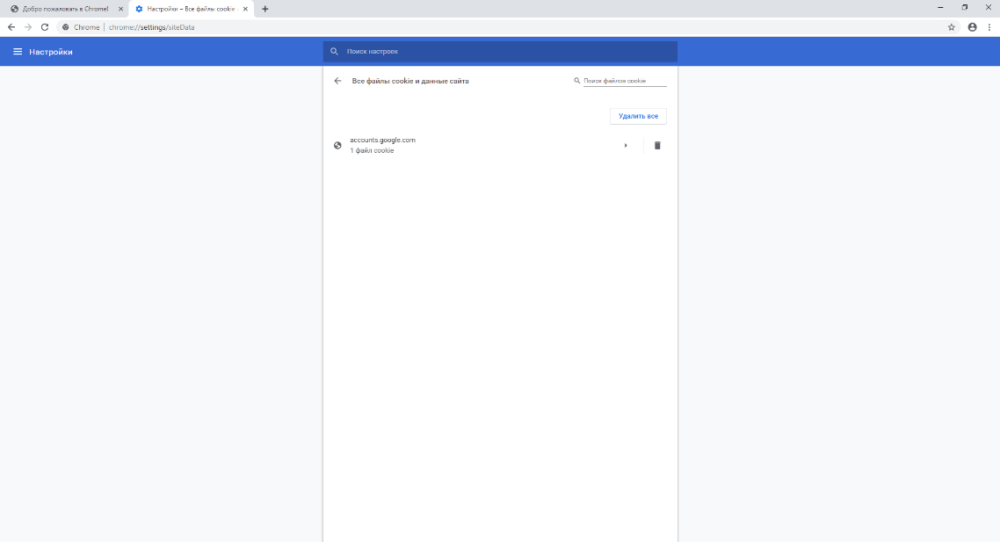 Добро пожаловать в Chrome!
Настройки – Все файлы cookie
Chrome | chrome://settings/siteData
Настройки
Поиск настроек
Все файлы cookie и данные сайта
Поиск файлов cookie
Удалить все
accounts.google.com
1 файл cookie